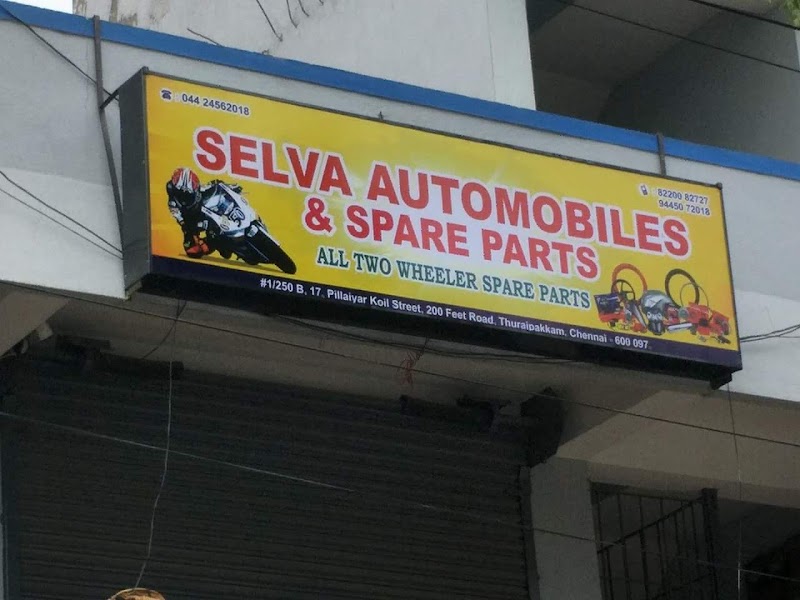 ☎ : 044 24562018
SELVA AUTOMOBILES
& SPARE PARTS
ALL TWO WHEELER SPARE PARTS
: 82200 82727
94450 72018
#1/250 B, 17, Pillaiyar Koil Street, 200 Feet Road, Thuraipakkam, Chennai - 600 097.